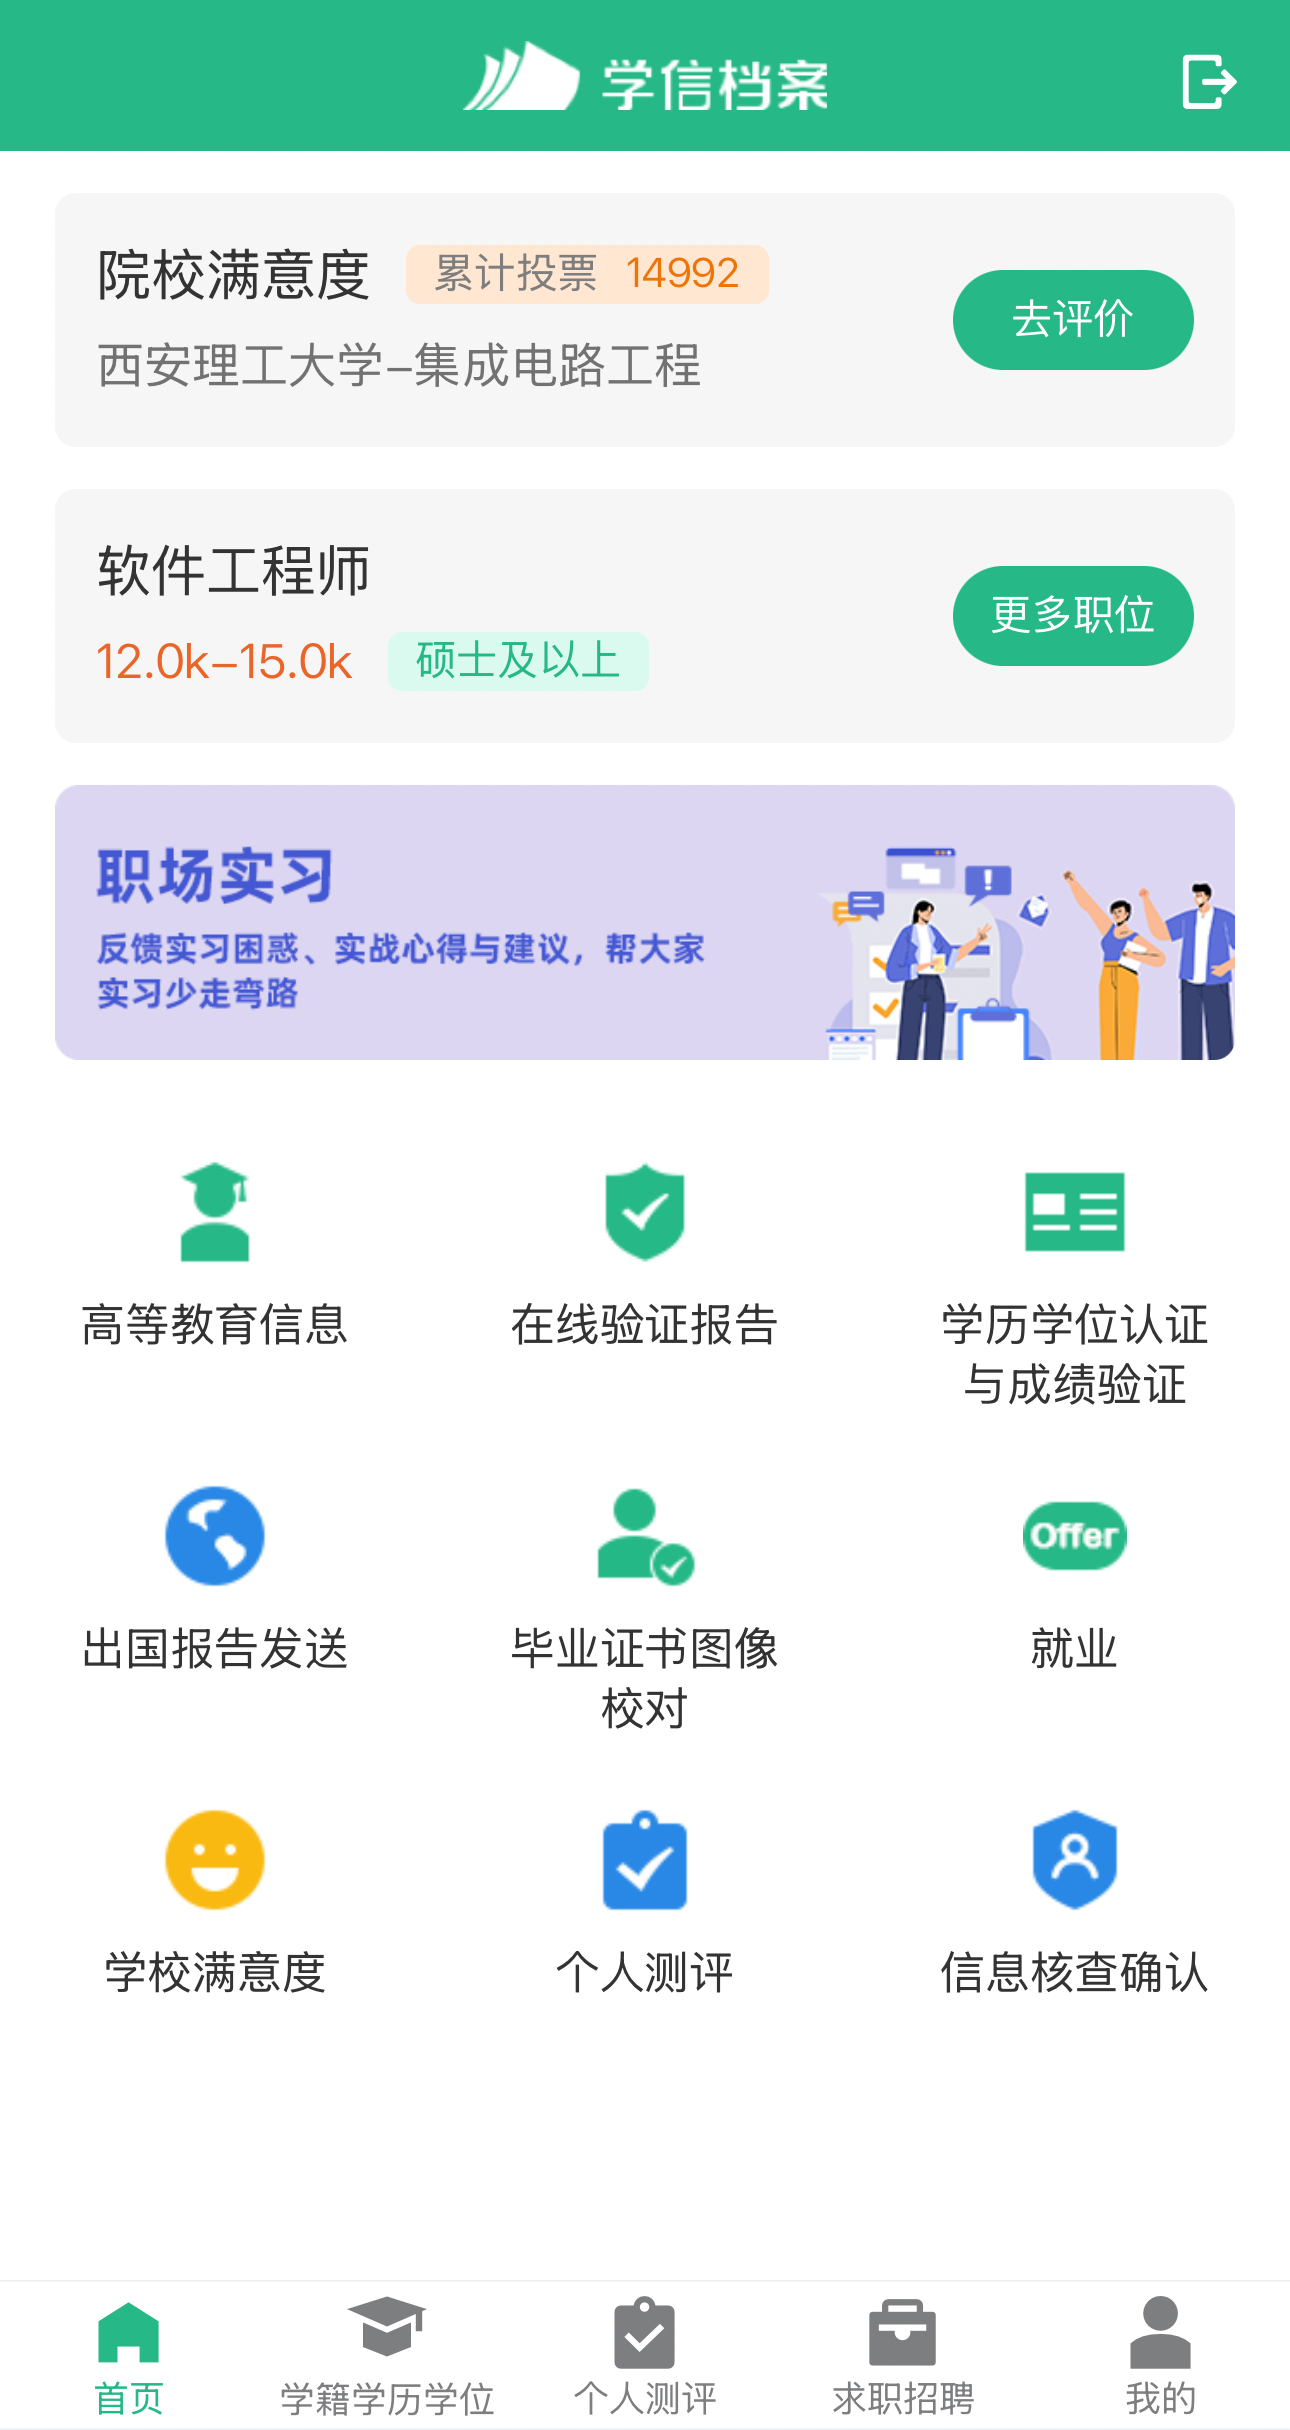 学信档案
院校满意度 累计投票 14992
西安理工大学-集成电路工程
去评价
软件工程师
12.0k-15.0k 硕士及以上
更多职位
职场实习
反馈实习困惑、实战心得与建议，帮大家
实习少走弯路
高等教育信息
在线验证报告
学历学位认证
与成绩验证
出国报告发送
毕业证书图像
校对
Offer
就业
学校满意度
个人测评
信息核查确认
首页
学籍学历学位
个人测评
求职招聘
我的